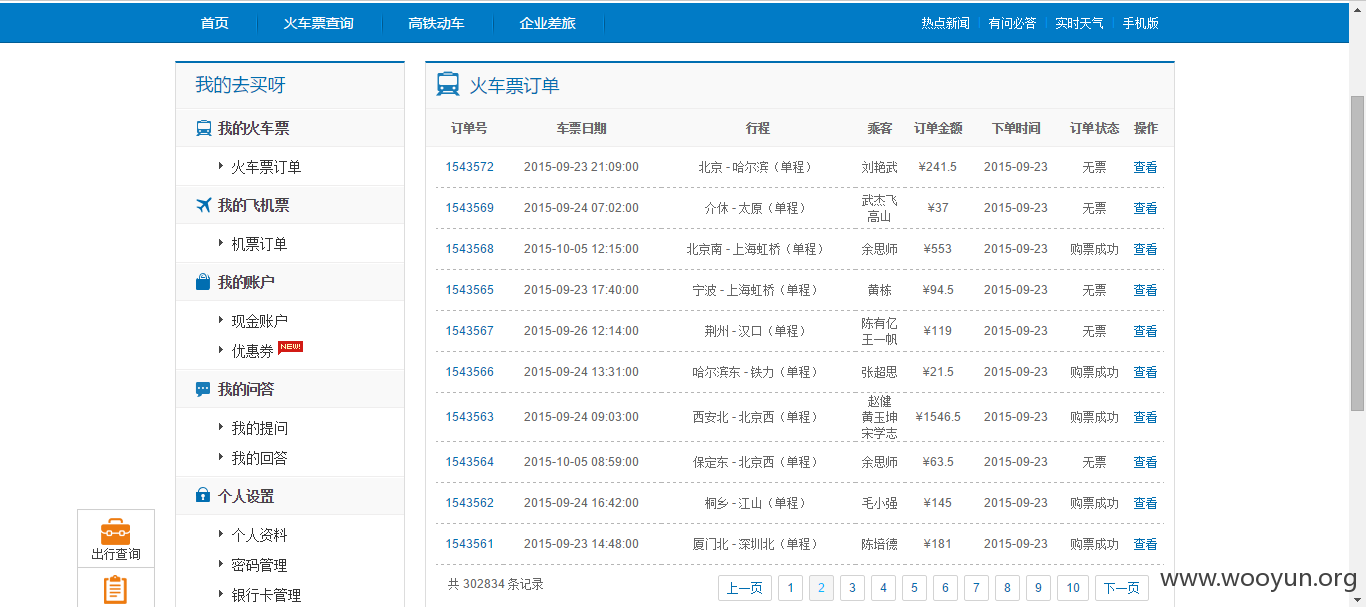 首页 火车票查询 高铁动车 企业差旅 热点新闻 有问必答 实时天气 手机版
我的去买呀
我的火车票
火车票订单
我的飞机票
机票订单
我的账户
现金账户
优惠券 NEW!
我的问答
我的提问
我的回答
个人设置
个人资料
密码管理
银行卡管理
出行查询
火车票订单
订单号 车票日期 行程 乘客 订单金额 下单时间 订单状态 操作
1543572 2015-09-23 21:09:00 北京 - 哈尔滨（单程） 刘艳武 ¥241.5 2015-09-23 无票 查看
1543569 2015-09-24 07:02:00 介休 - 太原（单程） 武杰飞 高山 ¥37 2015-09-23 无票 查看
1543568 2015-10-05 12:15:00 北京南 - 上海虹桥（单程） 余思师 ¥553 2015-09-23 购票成功 查看
1543565 2015-09-23 17:40:00 宁波 - 上海虹桥（单程） 黄栋 ¥94.5 2015-09-23 无票 查看
1543567 2015-09-26 12:14:00 荆州 - 汉口（单程） 陈有亿 王一帆 ¥119 2015-09-23 无票 查看
1543566 2015-09-24 13:31:00 哈尔滨东 - 铁力（单程） 张超思 ¥21.5 2015-09-23 购票成功 查看
1543563 2015-09-24 09:03:00 西安北 - 北京西（单程） 赵健 黄玉坤 宋学志 ¥1546.5 2015-09-23 购票成功 查看
1543564 2015-10-05 08:59:00 保定东 - 北京西（单程） 余思师 ¥63.5 2015-09-23 无票 查看
1543562 2015-09-24 16:42:00 桐乡 - 江山（单程） 毛小强 ¥145 2015-09-23 购票成功 查看
1543561 2015-09-23 14:48:00 厦门北 - 深圳北（单程） 陈培德 ¥181 2015-09-23 购票成功 查看
共 302834 条记录 上一页 1 2 3 4 5 6 7 8 9 10 下一页
www.wooyun.org